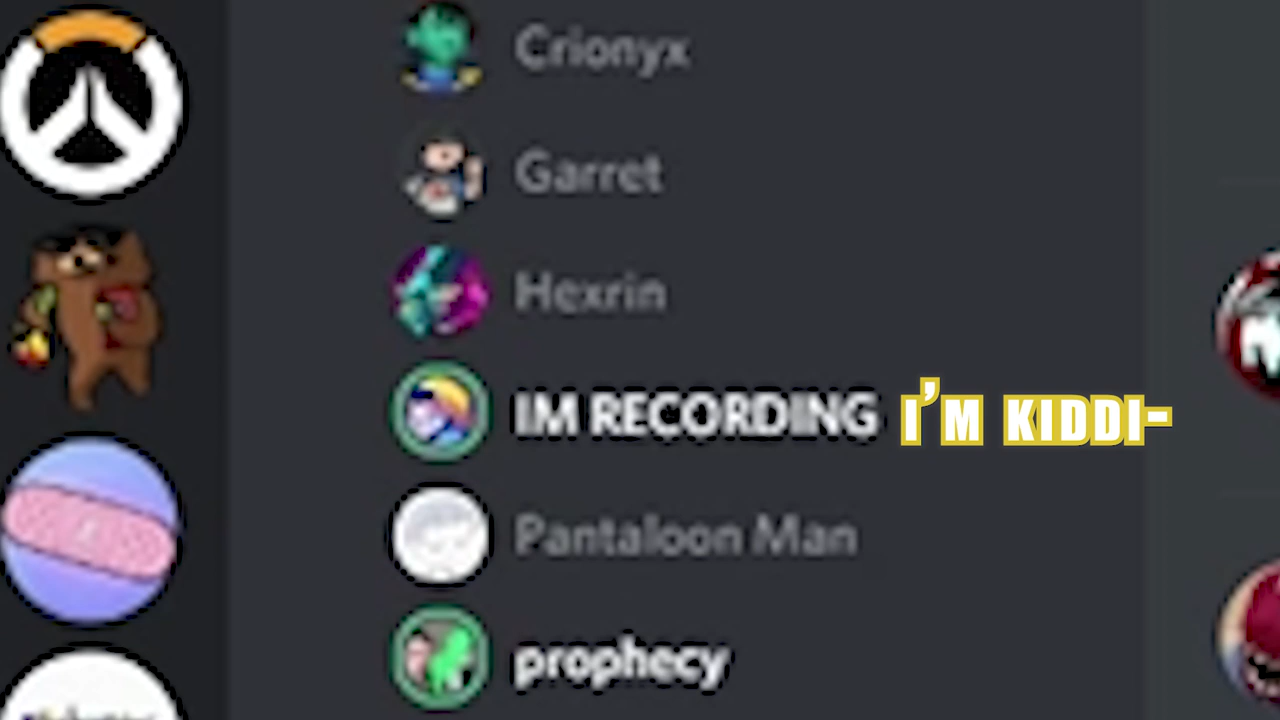 Crionyx
Garret
Hexrin
IM RECORDING I'M KIDDI-
Pantaloon Man
prophecy